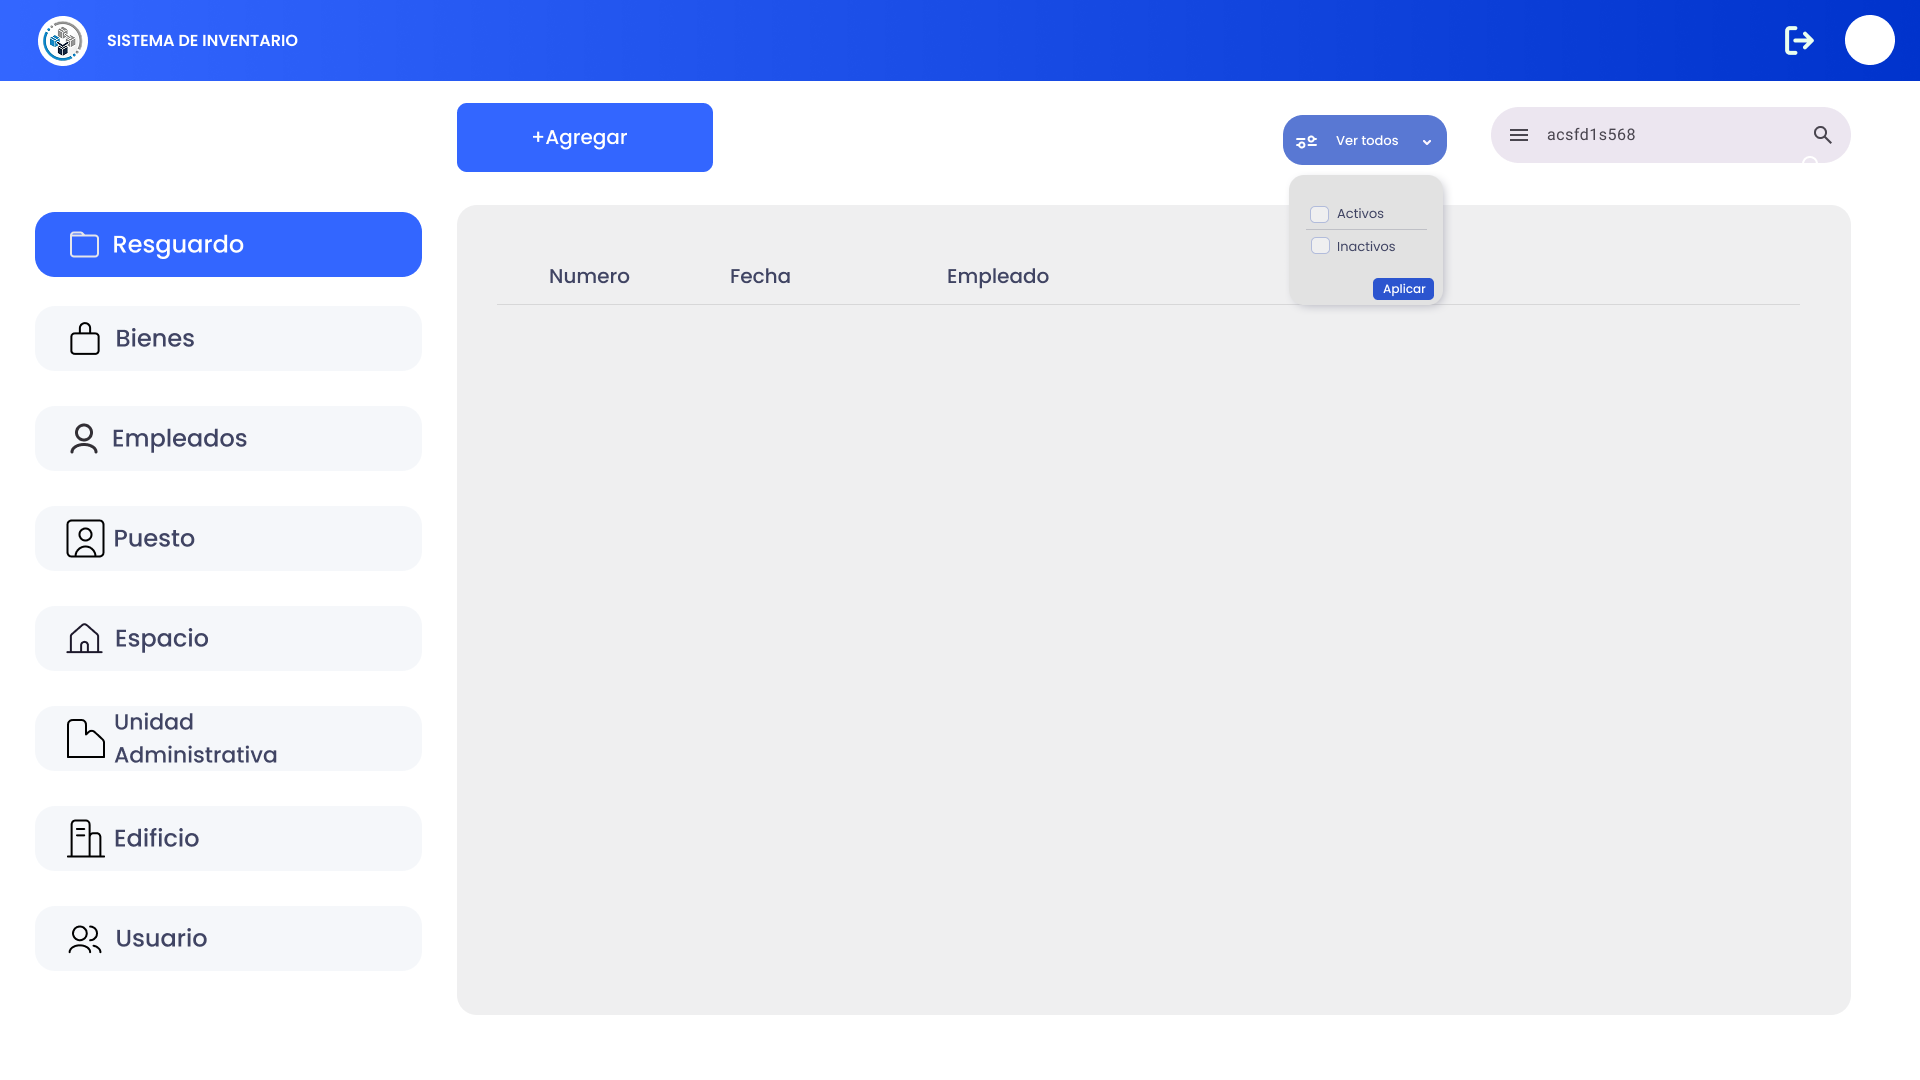 SISTEMA DE INVENTARIO
+Agregar
Ver todos
acsfd1s568
Activos
Inactivos
Aplicar
Resguardo
Bienes
Empleados
Puesto
Espacio
Unidad
Administrativa
Edificio
Usuario
Numero Fecha Empleado